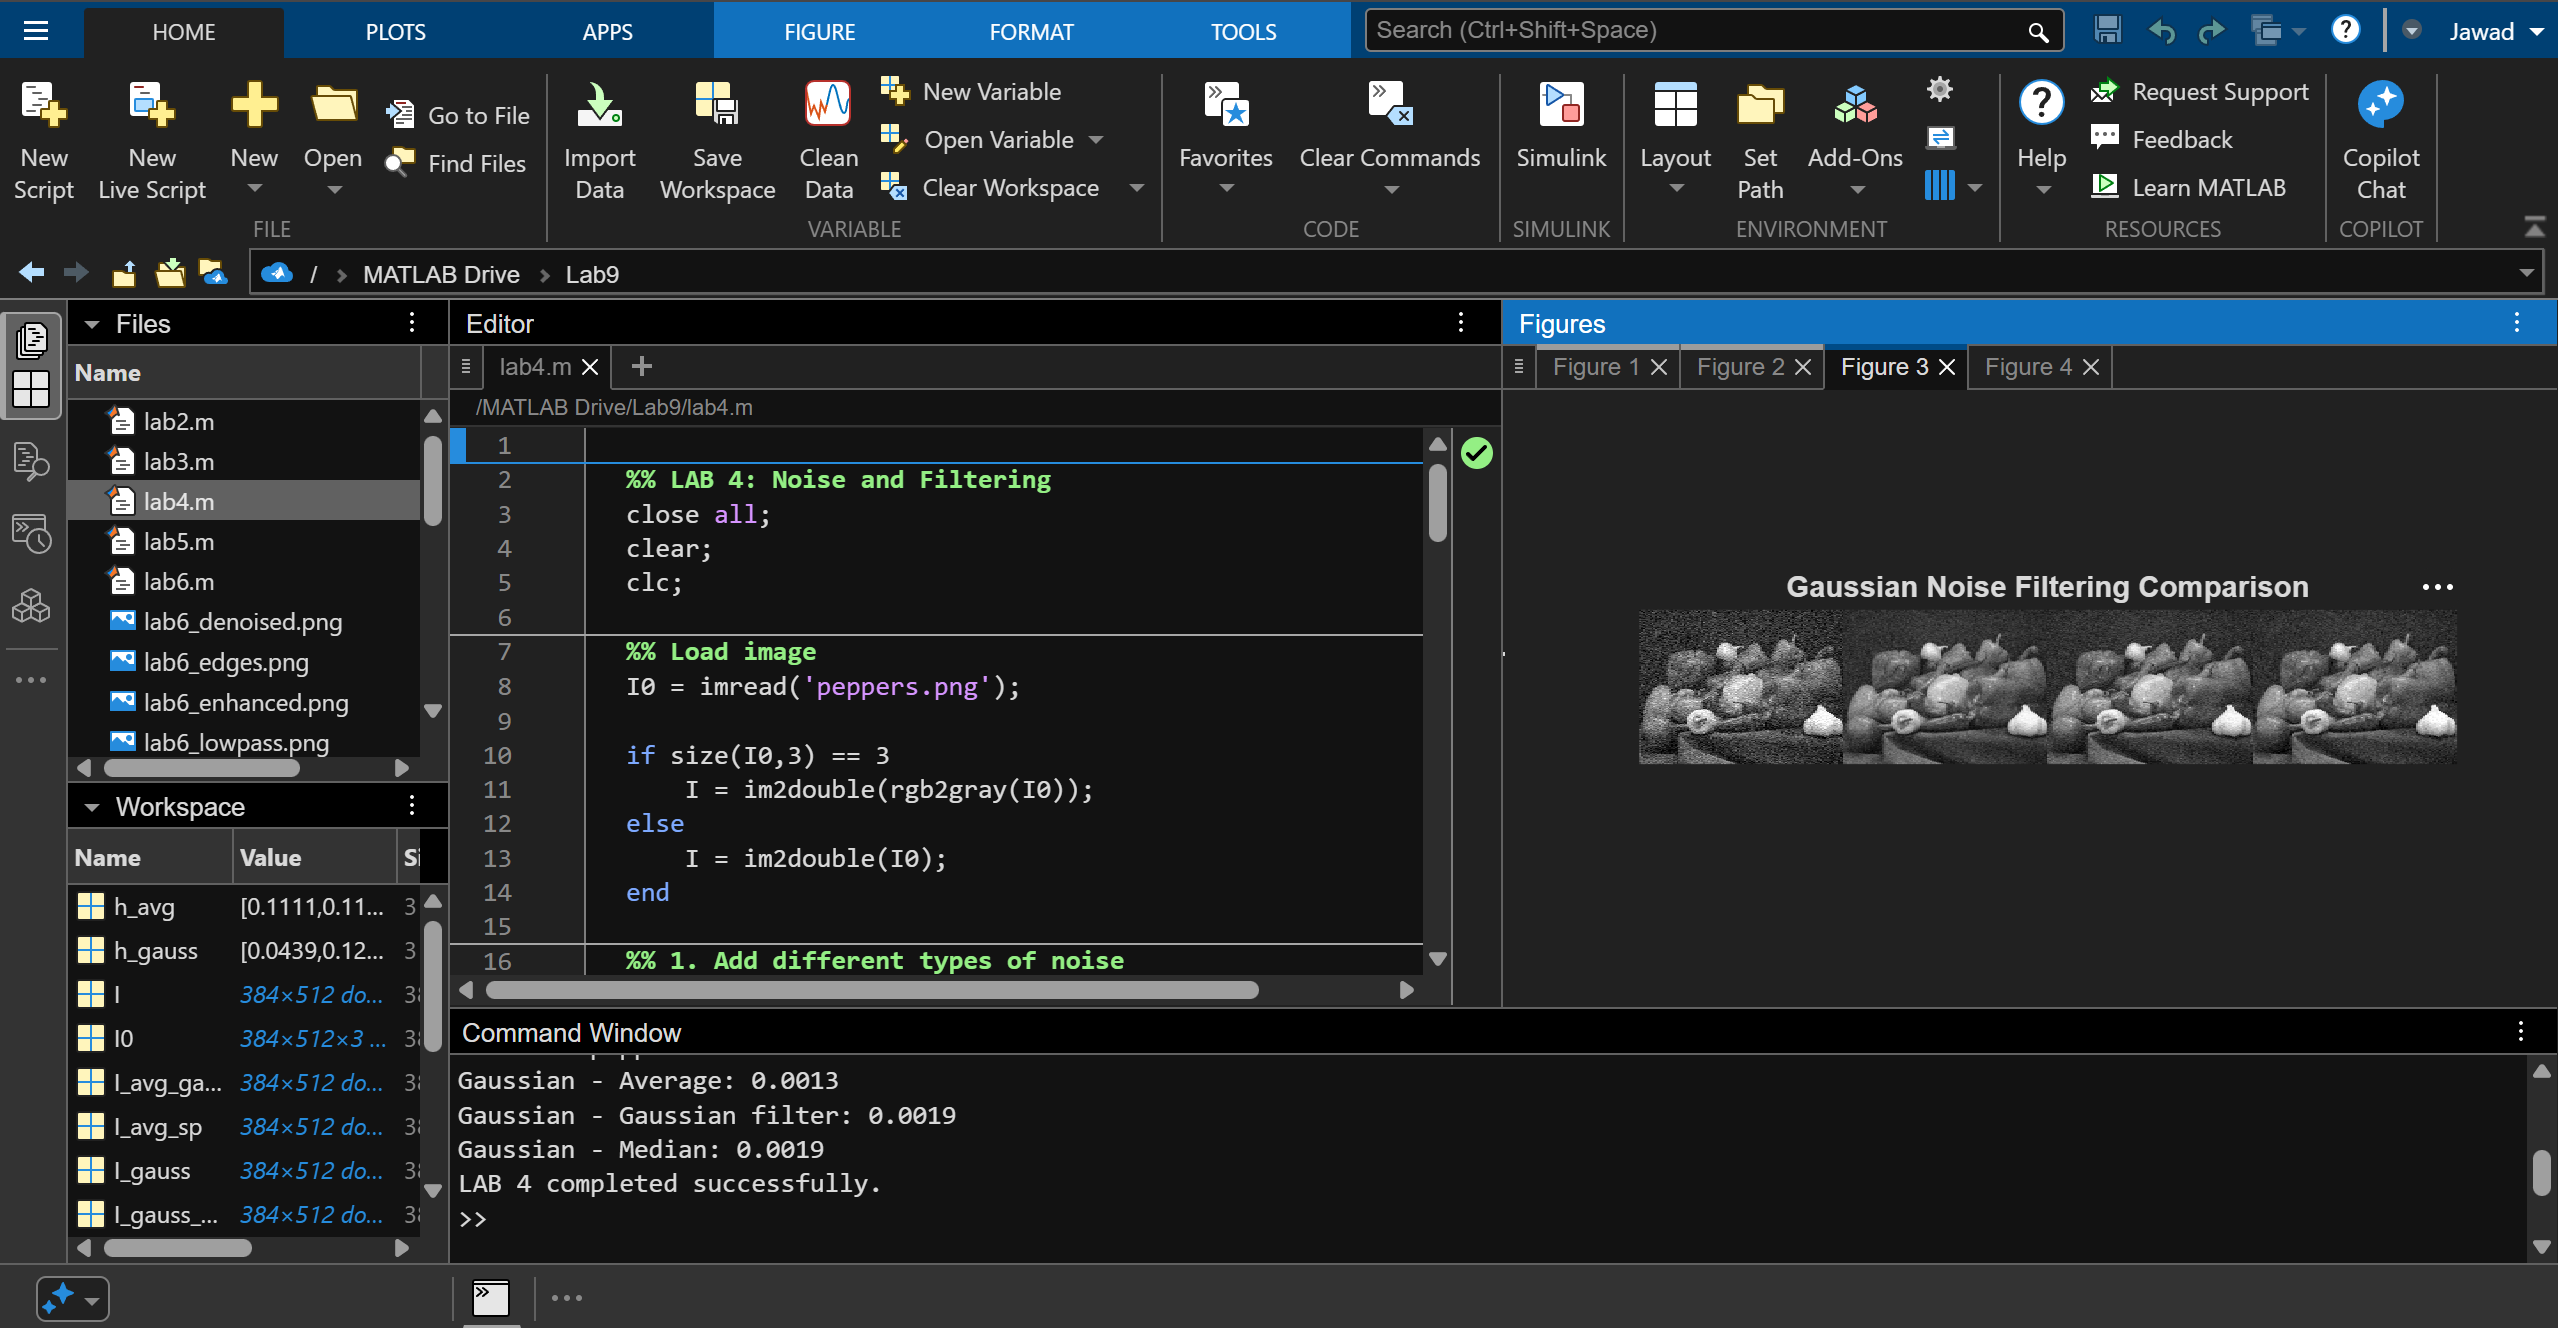 HOME PLOTS APPS FIGURE FORMAT TOOLS Search (Ctrl+Shift+Space) Jawad
New Script
New Live Script
New
Open
Go to File
Find Files
FILE
Import Data
Save Workspace
Clean Data
New Variable
Open Variable
Clear Workspace
VARIABLE
Favorites
Clear Commands
CODE
Simulink
SIMULINK
Layout
Set Path
Add-Ons
ENVIRONMENT
Help
Request Support
Feedback
Learn MATLAB
RESOURCES
Copilot Chat
COPILOT
/ › MATLAB Drive › Lab9
Files
Name
lab2.m
lab3.m
lab4.m
lab5.m
lab6.m
lab6_denoised.png
lab6_edges.png
lab6_enhanced.png
lab6_lowpass.png
Workspace
Name Value
h_avg [0.1111,0.11... 3
h_gauss [0.0439,0.12... 3
I 384×512 do...
I0 384×512×3 ...
I_avg_ga... 384×512 do...
I_avg_sp 384×512 do...
I_gauss 384×512 do...
I_gauss_... 384×512 do...
Editor
lab4.m
/MATLAB Drive/Lab9/lab4.m
1
2 %% LAB 4: Noise and Filtering
3 close all;
4 clear;
5 clc;
6
7 %% Load image
8 I0 = imread('peppers.png');
9
10 if size(I0,3) == 3
11 I = im2double(rgb2gray(I0));
12 else
13 I = im2double(I0);
14 end
15
16 %% 1. Add different types of noise
Figures
Figure 1 Figure 2 Figure 3 Figure 4
Gaussian Noise Filtering Comparison
Command Window
Gaussian - Average: 0.0013
Gaussian - Gaussian filter: 0.0019
Gaussian - Median: 0.0019
LAB 4 completed successfully.
>>